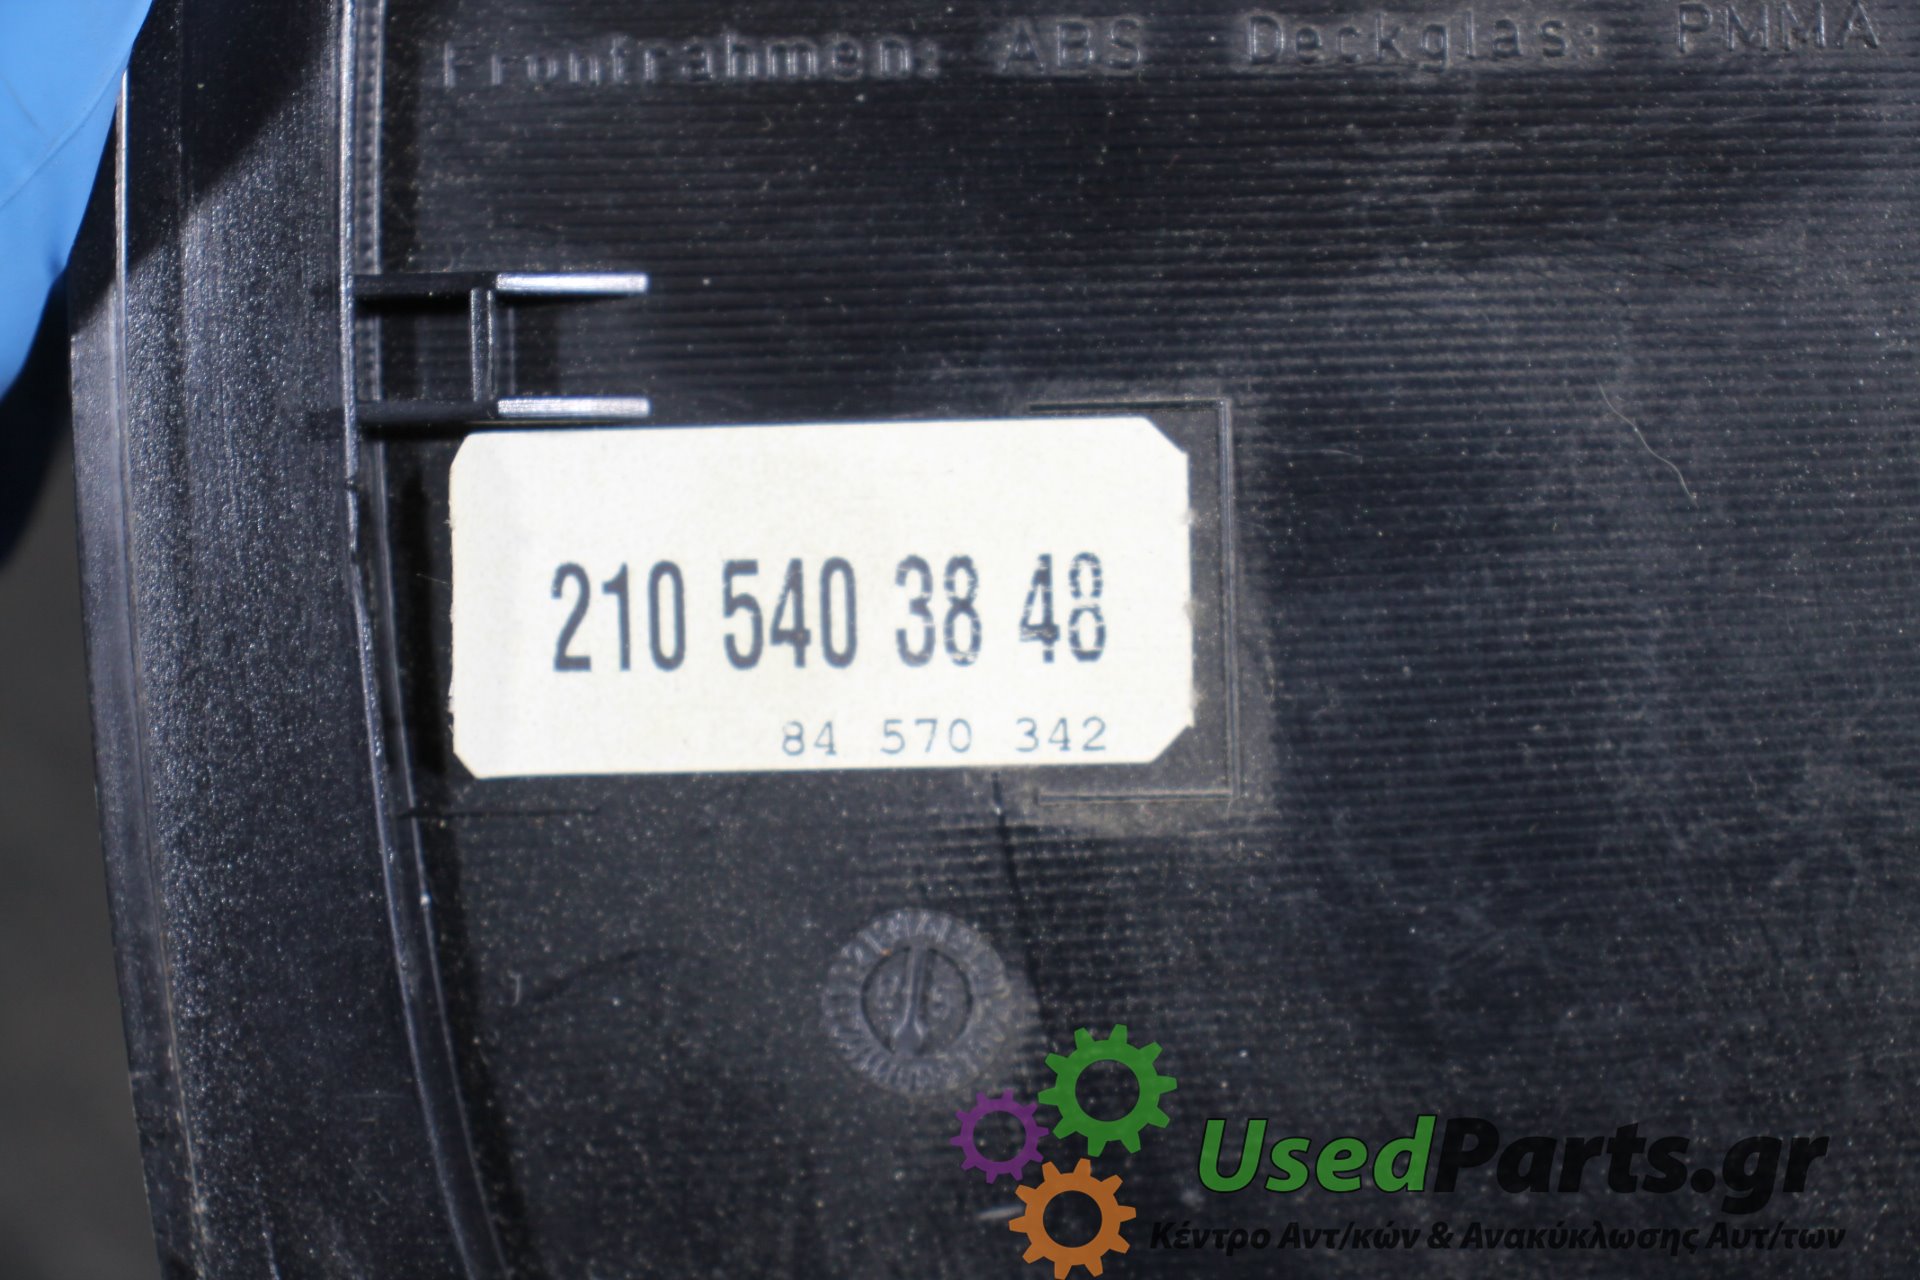 Frontrahmen: ABS Deckglas: PMMA
210 540 38 48
84 570 342
UsedParts.gr
Κέντρο Αντ/κών & Ανακύκλωσης Αυτ/των